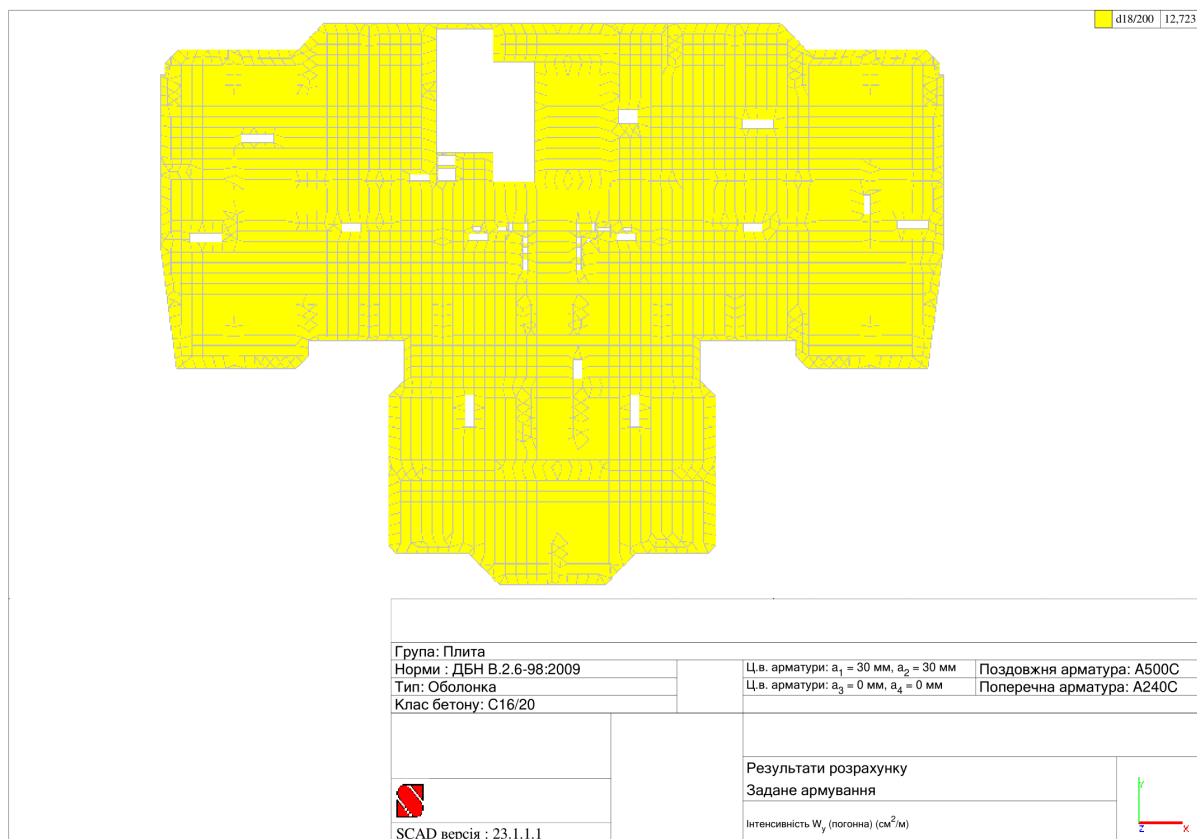 d18/200 12,723
Група: Плита
Норми : ДБН В.2.6-98:2009
Ц.в. арматури: a1 = 30 мм, a2 = 30 мм
Поздовжня арматура: А500С
Тип: Оболонка
Ц.в. арматури: a3 = 0 мм, a4 = 0 мм
Поперечна арматура: А240С
Клас бетону: С16/20
Результати розрахунку
Задане армування
Інтенсивність Wy (погонна) (см2/м)
Y
Z X
SCAD версія : 23.1.1.1